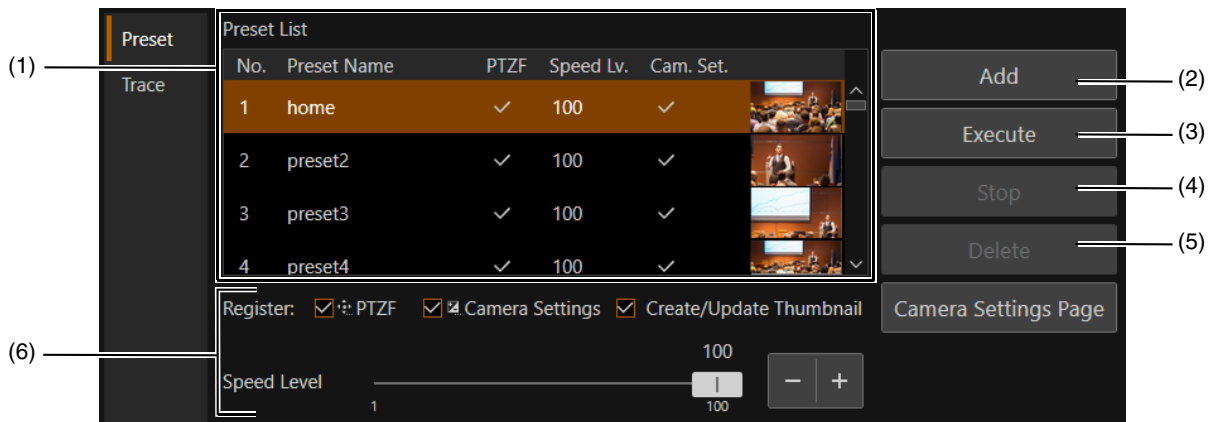 Preset
Trace
Preset List
No. Preset Name PTZF Speed Lv. Cam. Set.
1 home 100
2 preset2 100
3 preset3 100
4 preset4 100
Register: PTZF Camera Settings Create/Update Thumbnail
100
Speed Level
1 100
− +
Add
Execute
Stop
Delete
Camera Settings Page
(1)
(2)
(3)
(4)
(5)
(6)